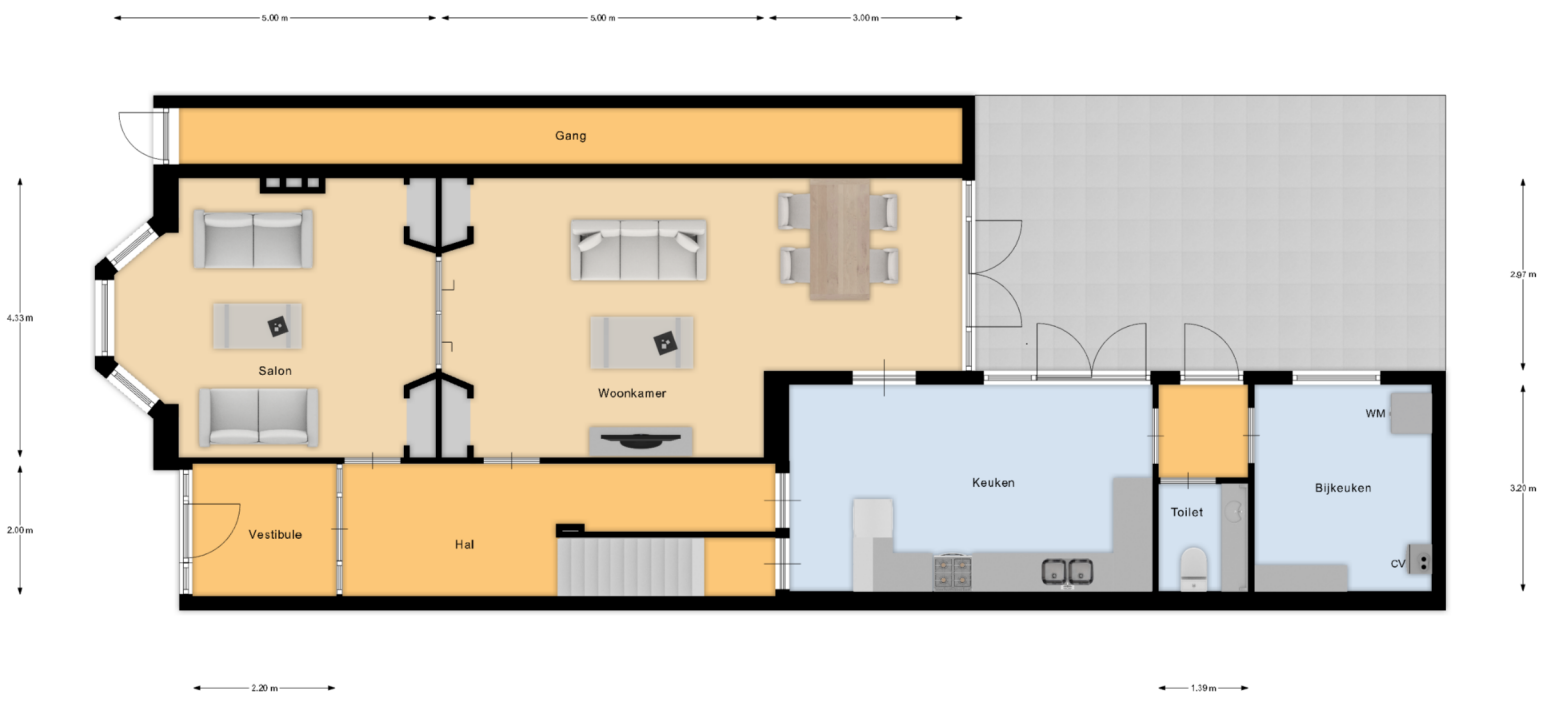 5.00 m
5.00 m
3.00 m
Gang
2.97 m
4.33 m
Salon
Woonkamer
WM
Keuken
Bijkeuken
3.20 m
Toilet
2.00 m
Vestibule
Hal
CV
2.20 m
1.39 m